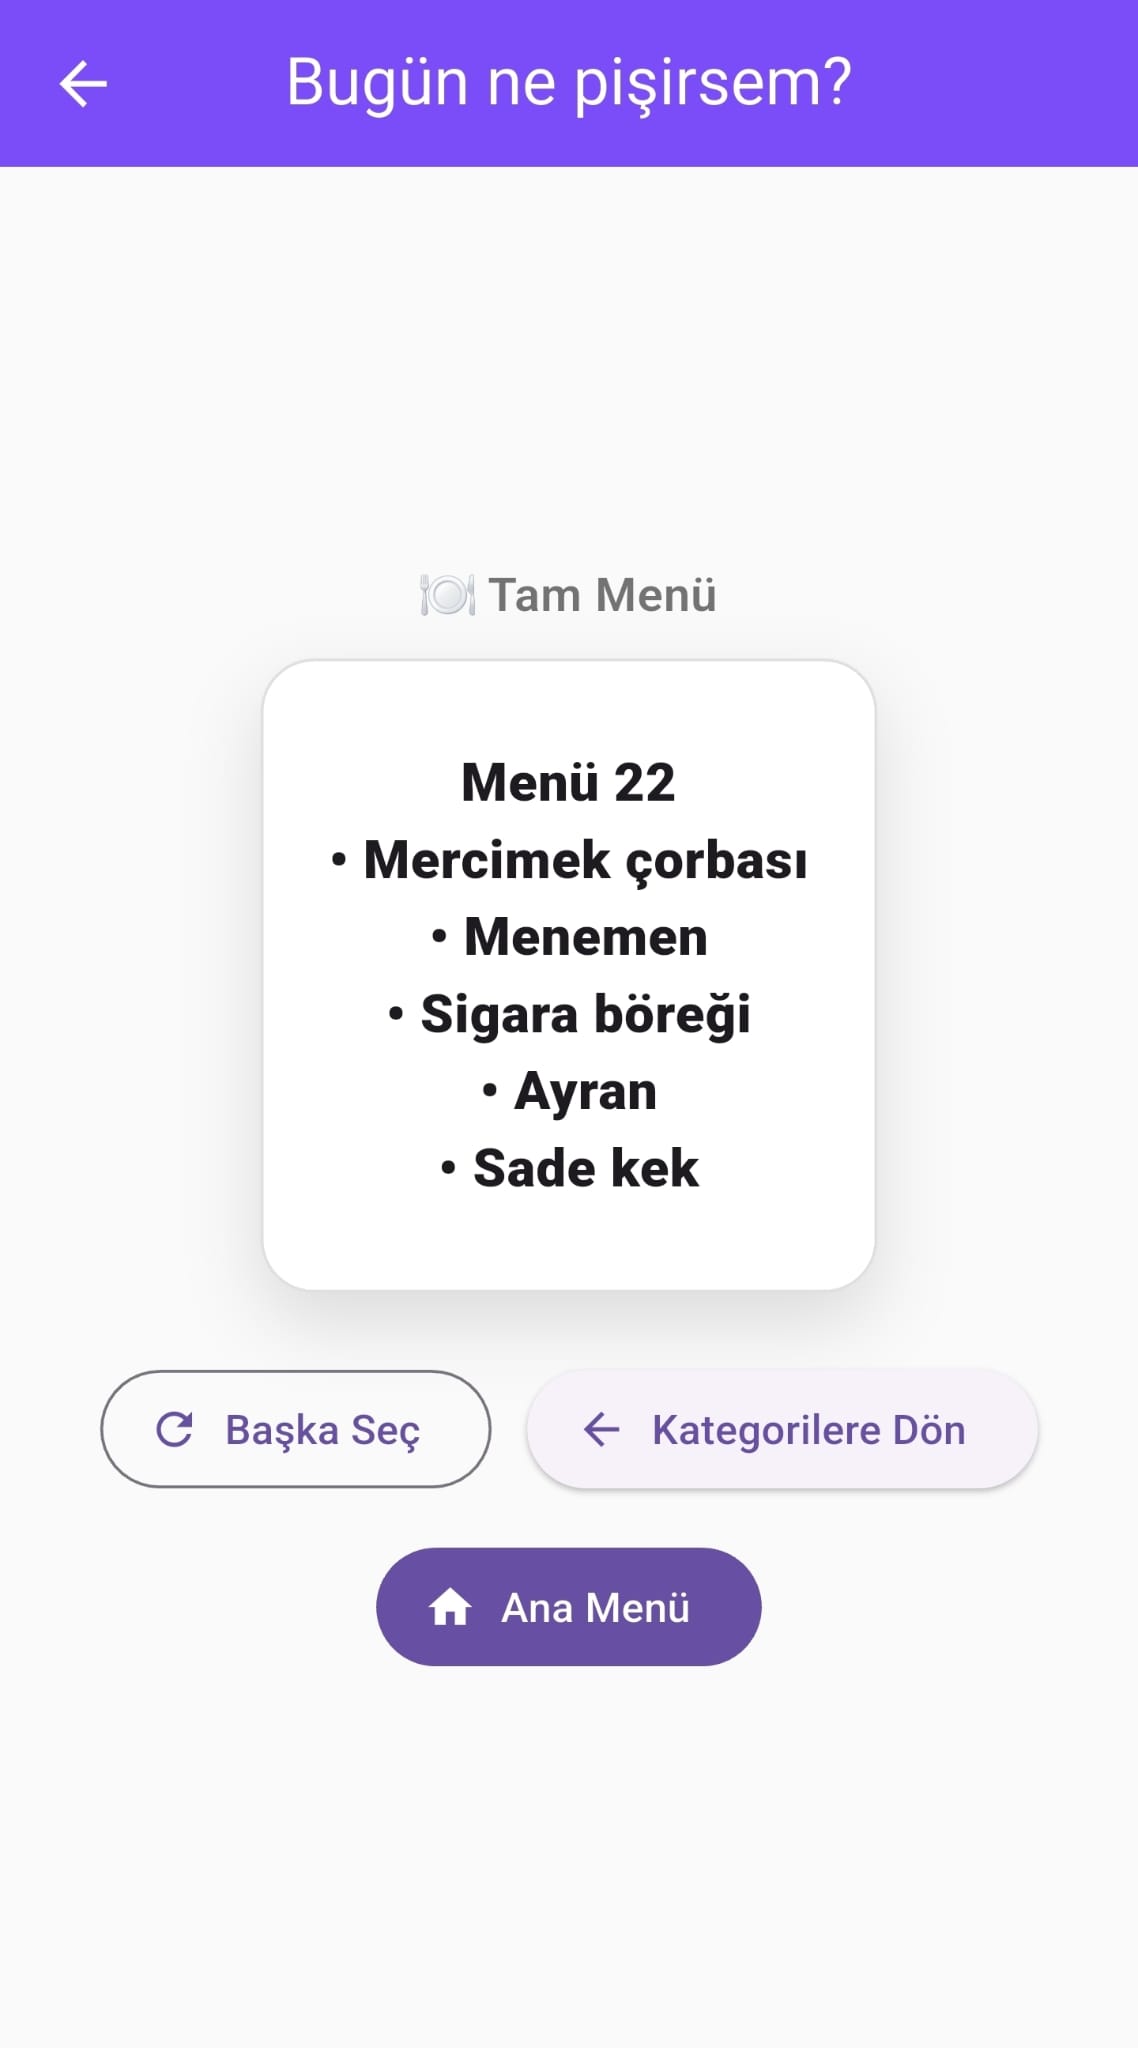 Bugün ne pişirsem?
🍽 Tam Menü
Menü 22
• Mercimek çorbası
• Menemen
• Sigara böreği
• Ayran
• Sade kek
Başka Seç
Kategorilere Dön
Ana Menü